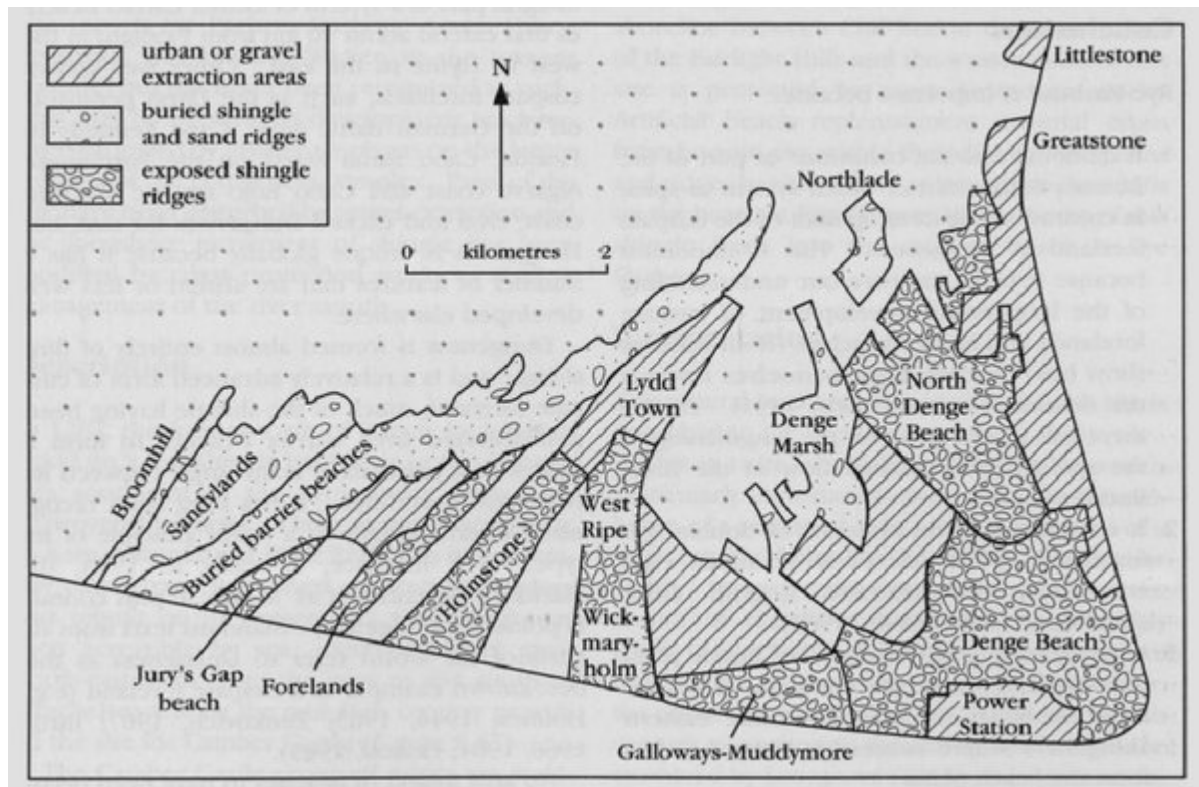 urban or gravel
extraction areas
buried shingle
and sand ridges
exposed shingle
ridges
N
0 kilometres 2
Littlestone
Greatstone
Northlade
Lydd
Town
North
Denge
Beach
Denge
Marsh
Broomhill
Sandylands
buried barrier beaches
Holmstone
West
Ripe
Wick-
mary-
holm
Denge Beach
Jury's Gap
beach
Forelands
Power
Station
Galloways-Muddymore